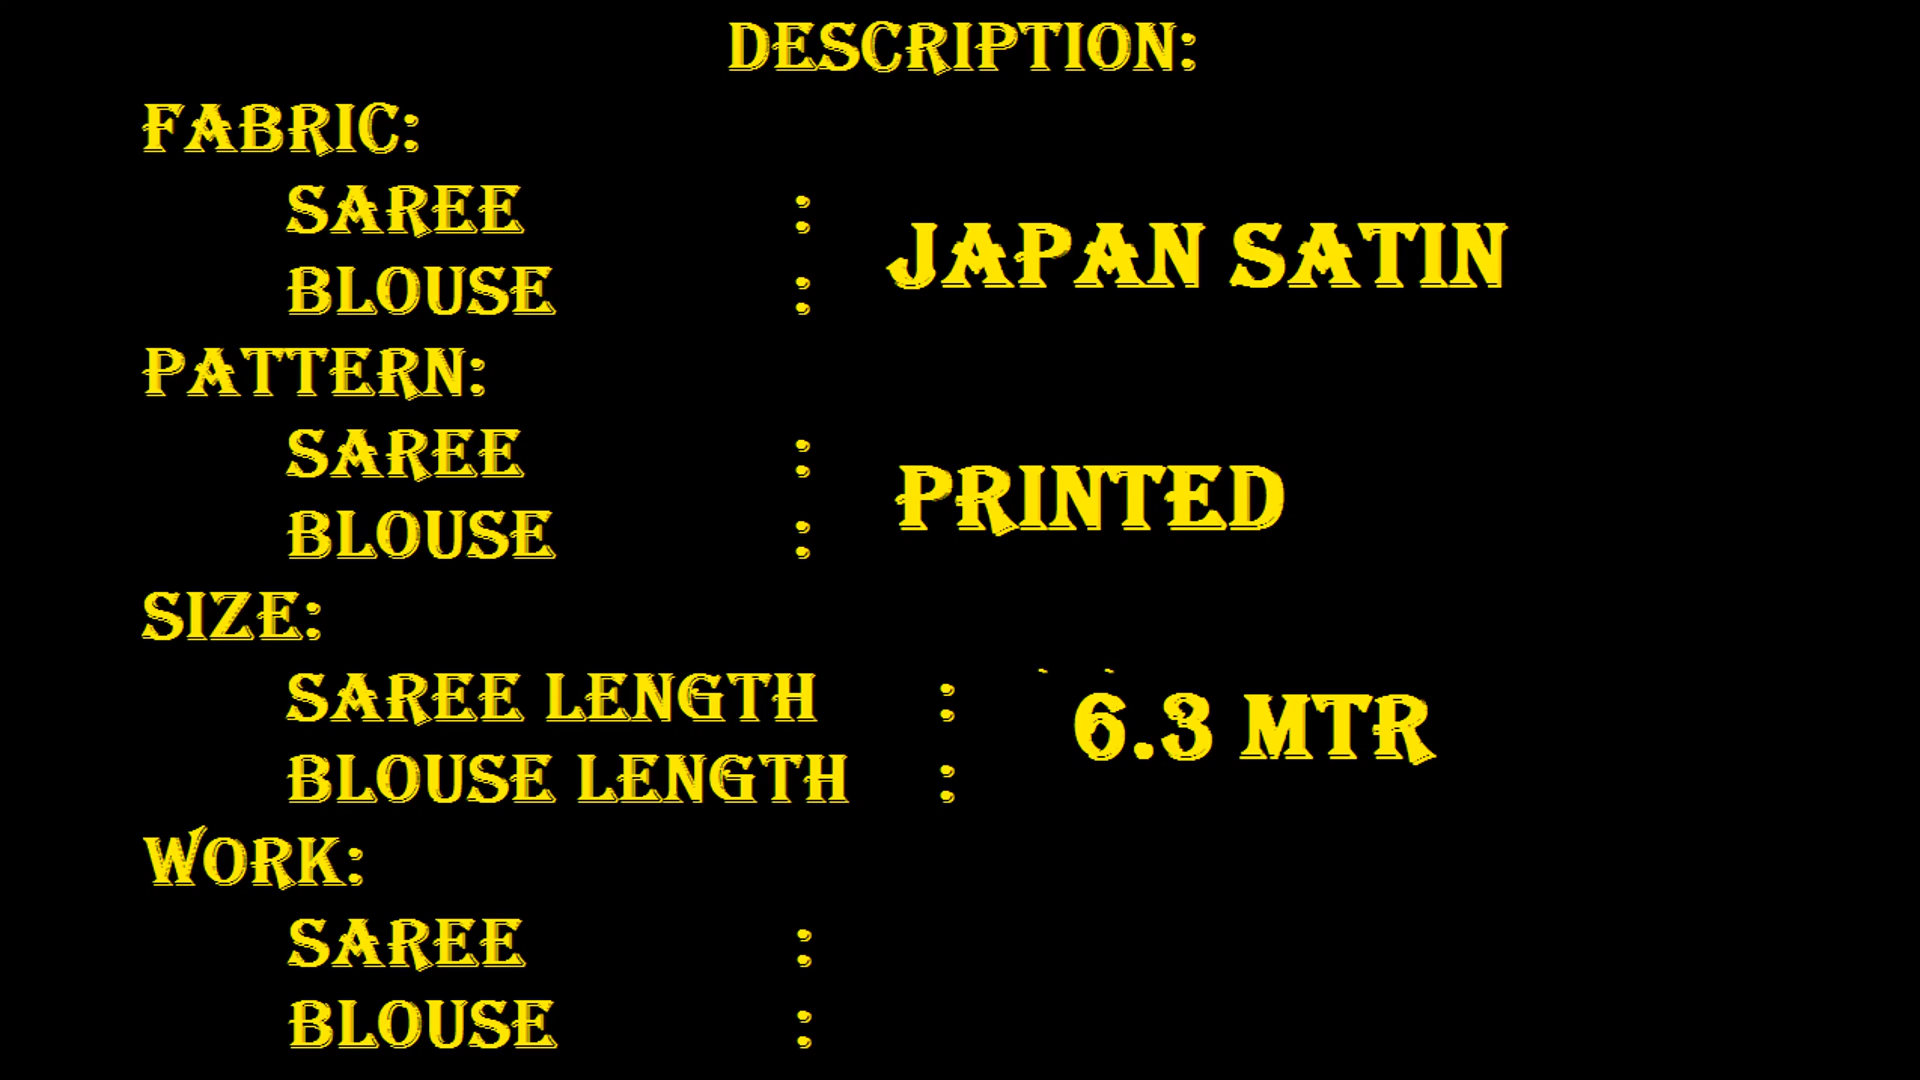 DESCRIPTION:
FABRIC:
SAREE :
JAPAN SATIN
BLOUSE :
PATTERN:
SAREE :
PRINTED
BLOUSE :
SIZE:
SAREE LENGTH :
6.3 MTR
BLOUSE LENGTH :
WORK:
SAREE :
BLOUSE :